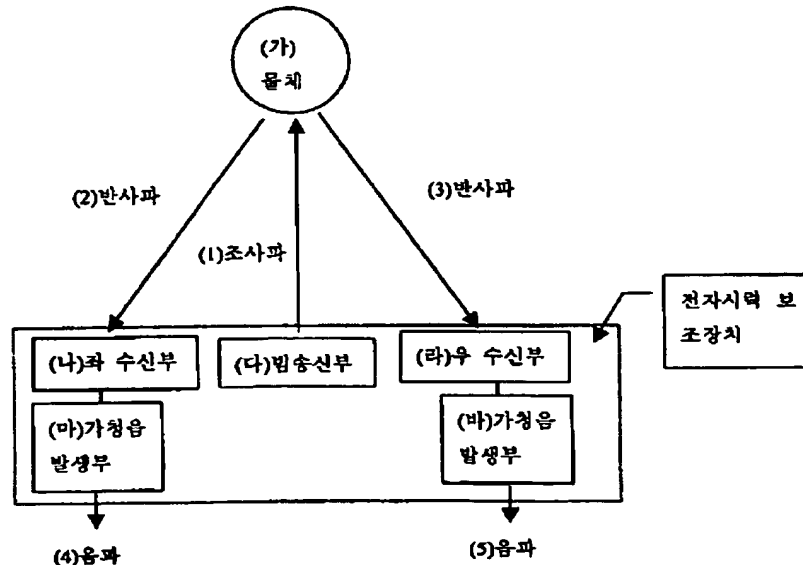 (가)
물체
(2)반사파
(3)반사파
(1)조사파
전자시력 보
조장치
(나)좌 수신부
(다)빔송신부
(라)우 수신부
(마)가청음
발생부
(바)가청음
발생부
(4)음파
(5)음파